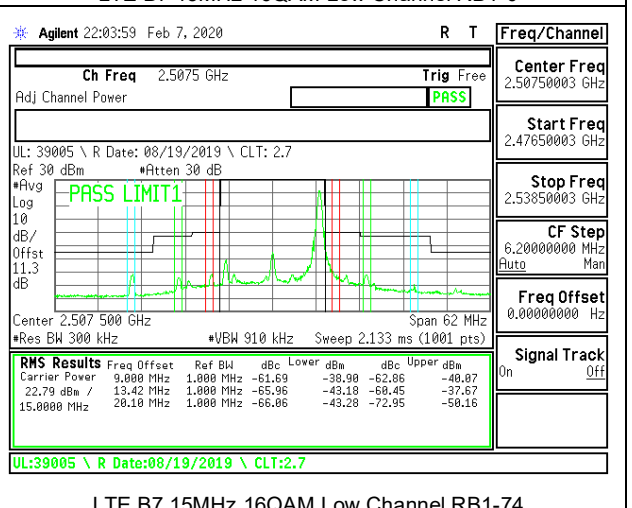 Agilent 22:03:59 Feb 7, 2020 R T Freq/Channel
Ch Freq 2.5075 GHz Trig Free
Adj Channel Power PASS
Center Freq
2.50750003 GHz
Start Freq
2.47650003 GHz
Stop Freq
2.53850003 GHz
CF Step
6.20000000 MHz
Auto Man
Freq Offset
0.00000000 Hz
Signal Track
On Off
UL: 39005 \ R Date: 08/19/2019 \ CLT: 2.7
Ref 30 dBm #Atten 30 dB
#Avg
Log
10
dB/
Offst
11.3
dB
PASS LIMIT1
Center 2.507 500 GHz Span 62 MHz
#Res BW 300 kHz #VBW 910 kHz Sweep 2.133 ms (1001 pts)
RMS Results Freq Offset Ref BW dBc Lower dBm dBc Upper dBm
Carrier Power 9.000 MHz 1.000 MHz -61.69 -38.90 -62.86 -40.07
22.79 dBm / 13.42 MHz 1.000 MHz -65.96 -43.18 -60.45 -37.67
15.0000 MHz 20.10 MHz 1.000 MHz -66.06 -43.28 -72.95 -50.16
UL:39005 \ R Date:08/19/2019 \ CLT:2.7
LTE B7 15MHz 16QAM Low Channel RB1-74